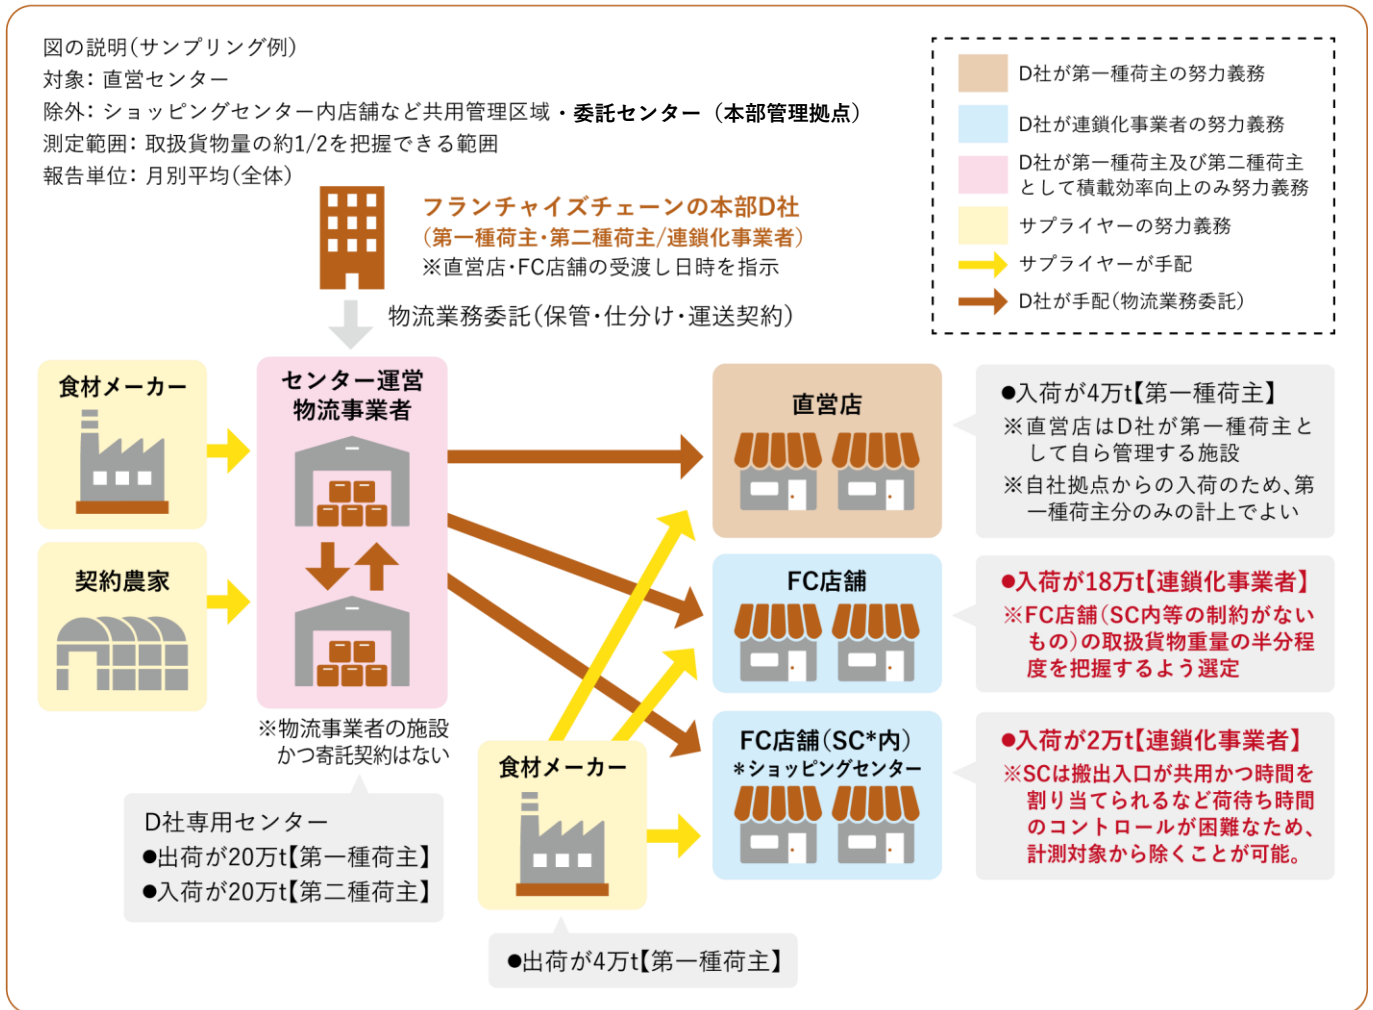 図の説明(サンプリング例)
対象：直営センター
除外：ショッピングセンター内店舗など共用管理区域・委託センター（本部管理拠点）
測定範囲：取扱貨物量の約1/2を把握できる範囲
報告単位：月別平均(全体)
D社が第一種荷主の努力義務
D社が連鎖化事業者の努力義務
D社が第一種荷主及び第二種荷主
として積載効率向上のみ努力義務
サプライヤーの努力義務
サプライヤーが手配
D社が手配(物流業務委託)
フランチャイズチェーンの本部D社
(第一種荷主・第二種荷主/連鎖化事業者)
※直営店・FC店舗の受渡し日時を指示
物流業務委託(保管・仕分け・運送契約)
食材メーカー
契約農家
センター運営
物流事業者
※物流事業者の施設
かつ寄託契約はない
D社専用センター
●出荷が20万t【第一種荷主】
●入荷が20万t【第二種荷主】
食材メーカー
●出荷が4万t【第一種荷主】
直営店
●入荷が4万t【第一種荷主】
※直営店はD社が第一種荷主と
して自ら管理する施設
※自社拠点からの入荷のため、第
一種荷主分のみの計上でよい
FC店舗
●入荷が18万t【連鎖化事業者】
※FC店舗(SC内等の制約がない
もの)の取扱貨物重量の半分程
度を把握するよう選定
FC店舗(SC*内)
*ショッピングセンター
●入荷が2万t【連鎖化事業者】
※SCは搬出入口が共用かつ時間を
割り当てられるなど荷待ち時間
のコントロールが困難なため、
計測対象から除くことが可能。